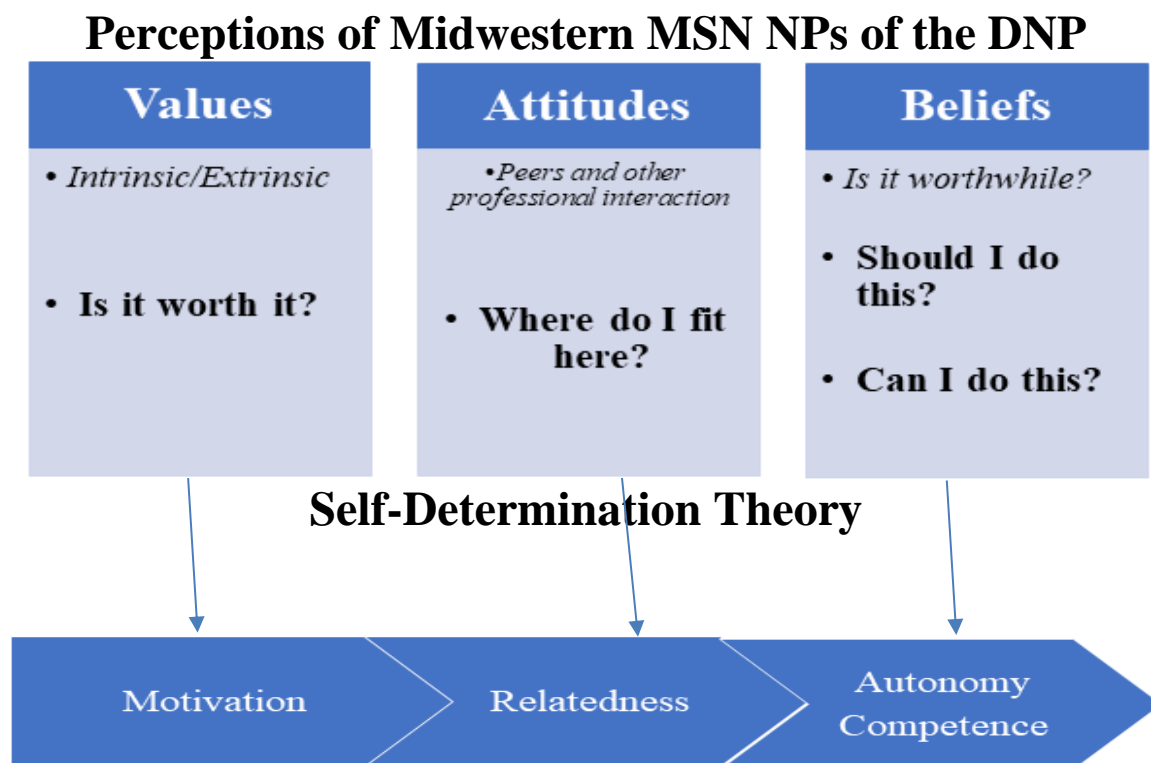 Perceptions of Midwestern MSN NPs of the DNP
Values
• Intrinsic/Extrinsic
• Is it worth it?
Attitudes
•Peers and other
professional interaction
• Where do I fit
here?
Beliefs
• Is it worthwhile?
• Should I do
this?
• Can I do this?
Self-Determination Theory
Motivation
Relatedness
Autonomy
Competence